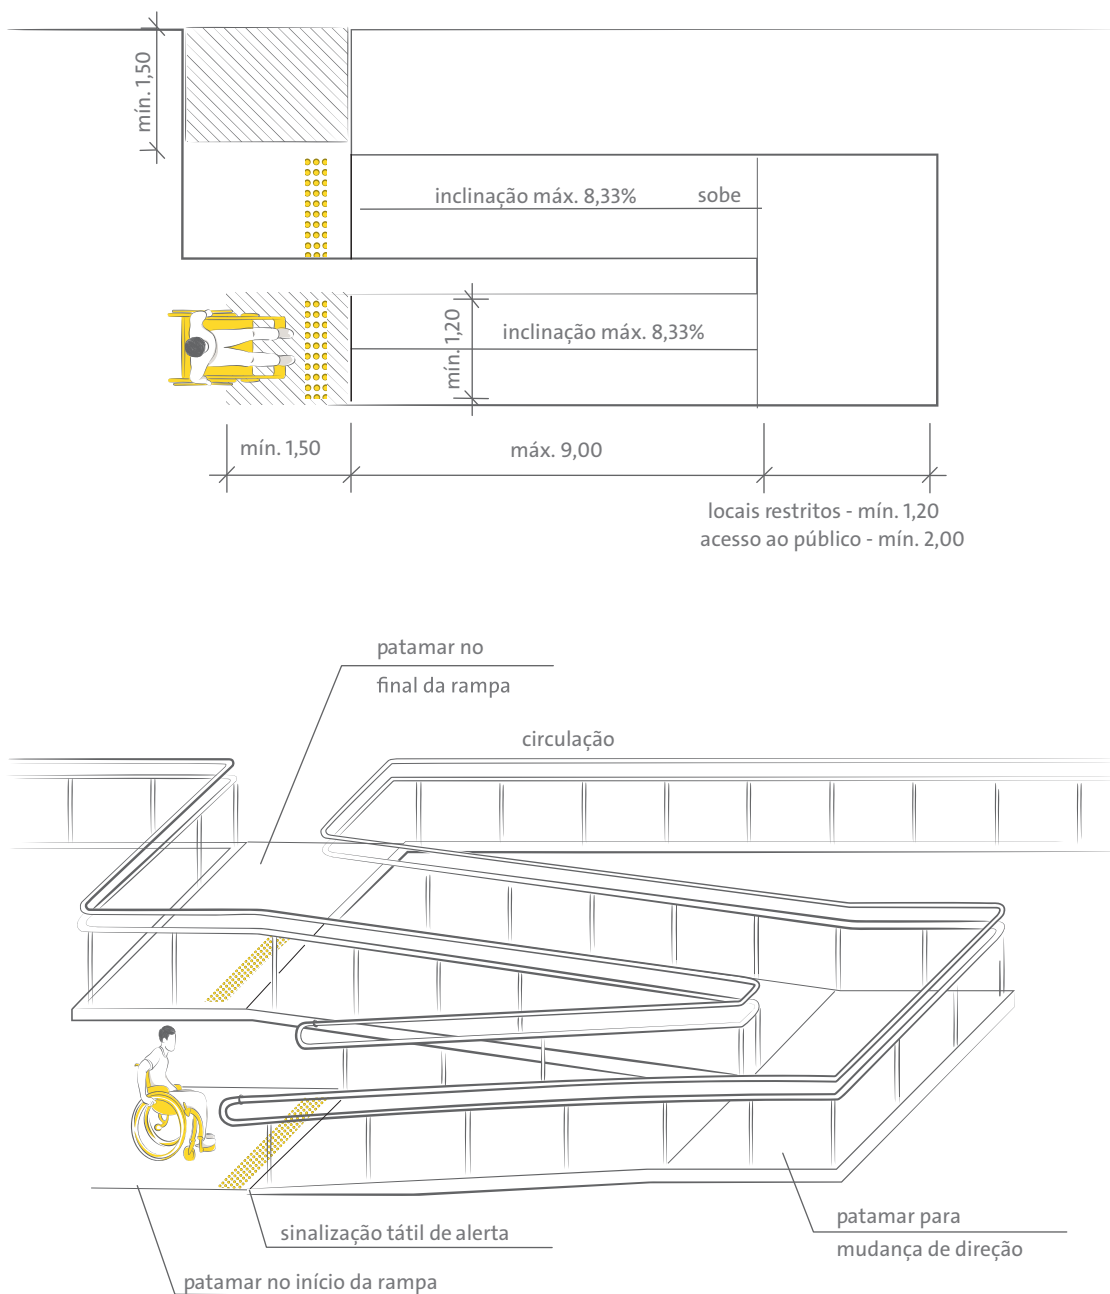 mín. 1,50
inclinação máx. 8,33%
sobe
mín. 1,20
inclinação máx. 8,33%
mín. 1,50
máx. 9,00
locais restritos - mín. 1,20
acesso ao público - mín. 2,00
patamar no
final da rampa
circulação
sinalização tátil de alerta
patamar para
mudança de direção
patamar no início da rampa